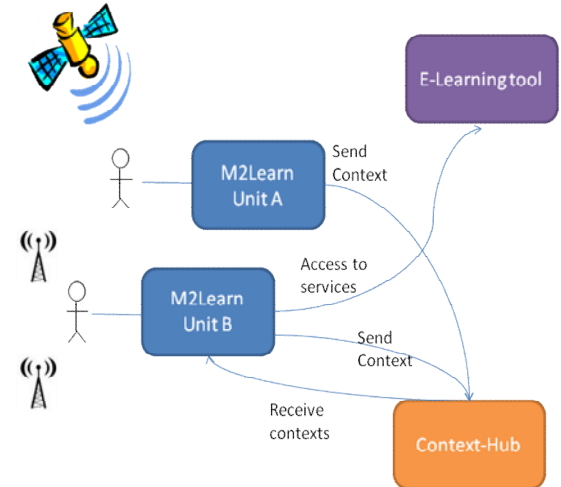 E-Learning tool
Send
Context
M2Learn
Unit A
Access to
services
M2Learn
Unit B
Send
Context
Receive
contexts
Context-Hub